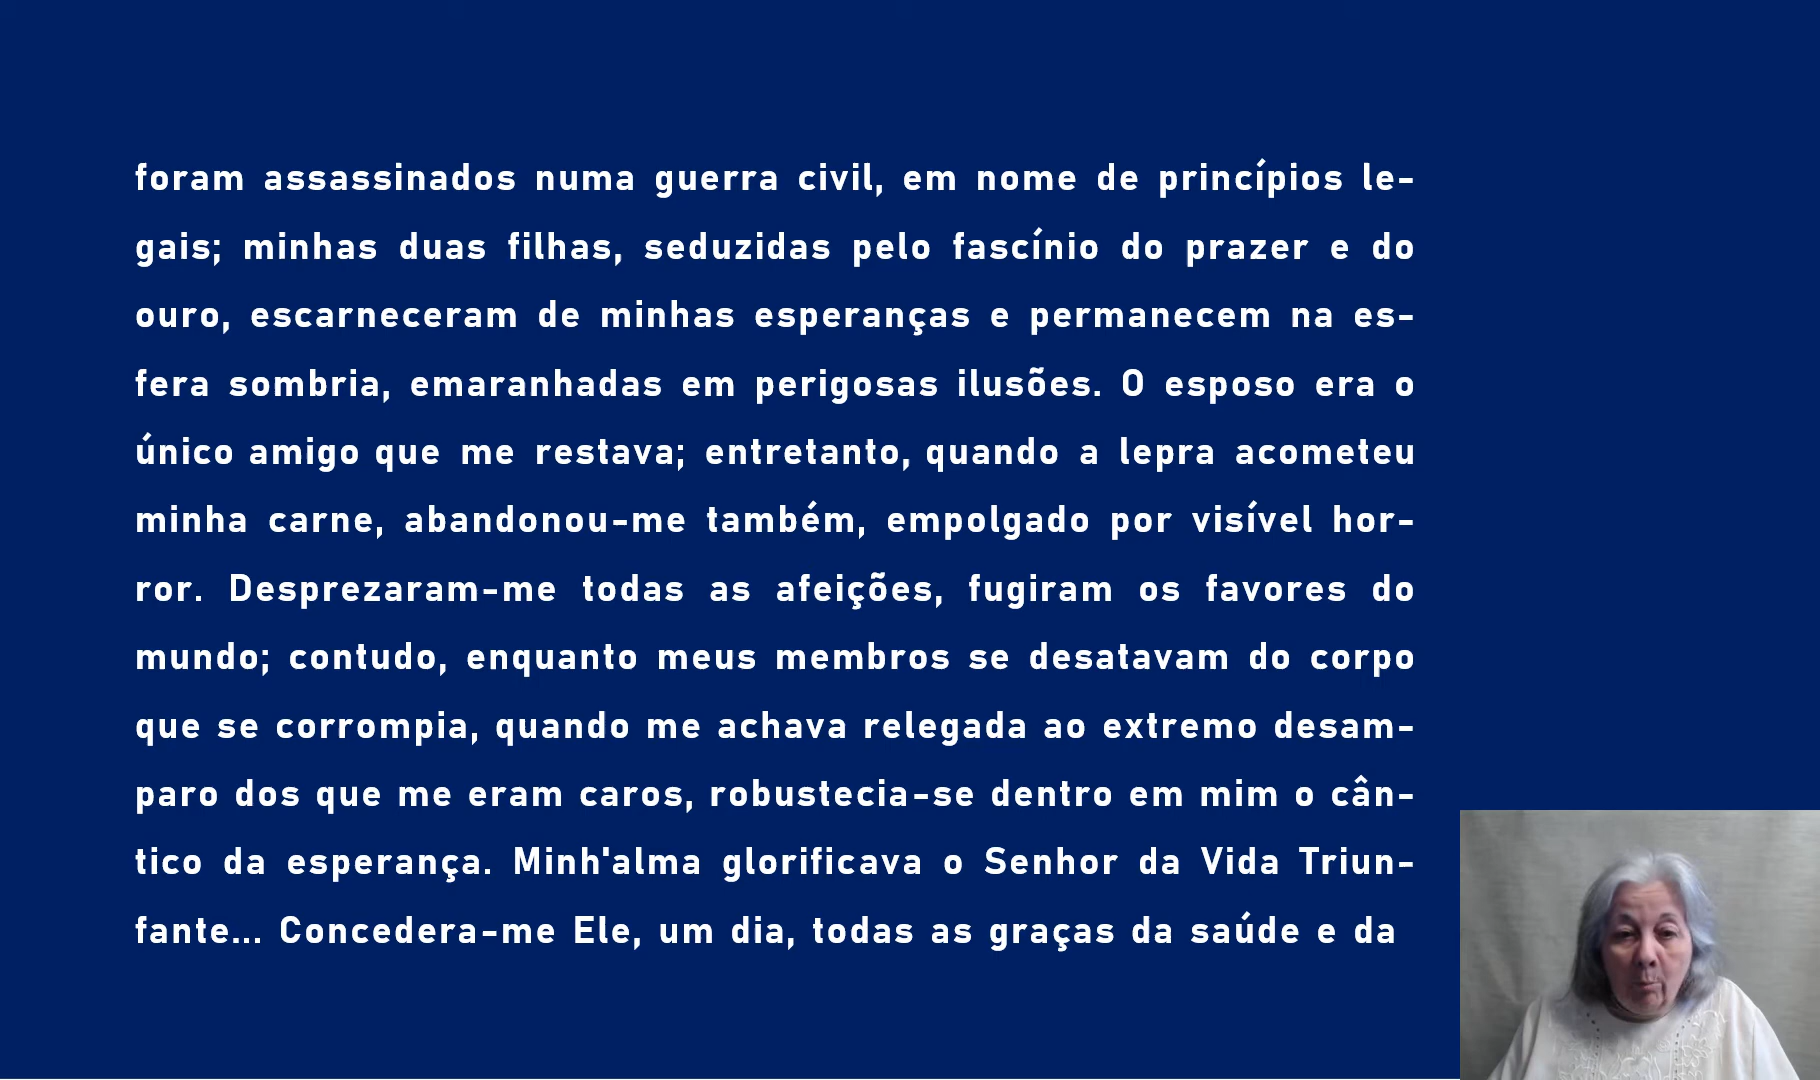 foram assassinados numa guerra civil, em nome de princípios le-
gais; minhas duas filhas, seduzidas pelo fascínio do prazer e do
ouro, escarneceram de minhas esperanças e permanecem na es-
fera sombria, emaranhadas em perigosas ilusões. O esposo era o
único amigo que me restava; entretanto, quando a lepra acometeu
minha carne, abandonou-me também, empolgado por visível hor-
ror. Desprezaram-me todas as afeições, fugiram os favores do
mundo; contudo, enquanto meus membros se desatavam do corpo
que se corrompia, quando me achava relegada ao extremo desam-
paro dos que me eram caros, robustecia-se dentro em mim o cân-
tico da esperança. Minh'alma glorificava o Senhor da Vida Triun-
fante... Concedera-me Ele, um dia, todas as graças da saúde e da